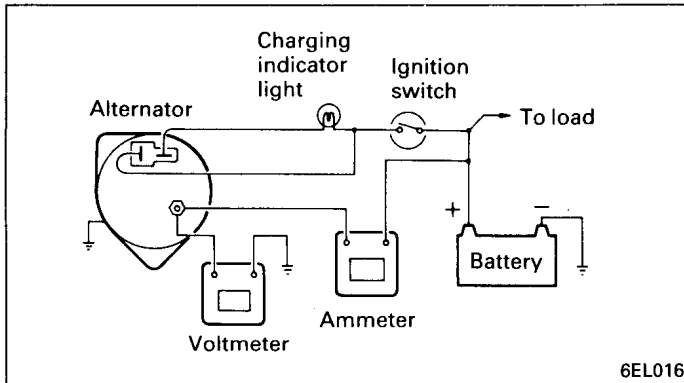 Charging
indicator
light
Ignition
switch
Alternator
To load
+ −
Battery
Ammeter
Voltmeter
6EL016